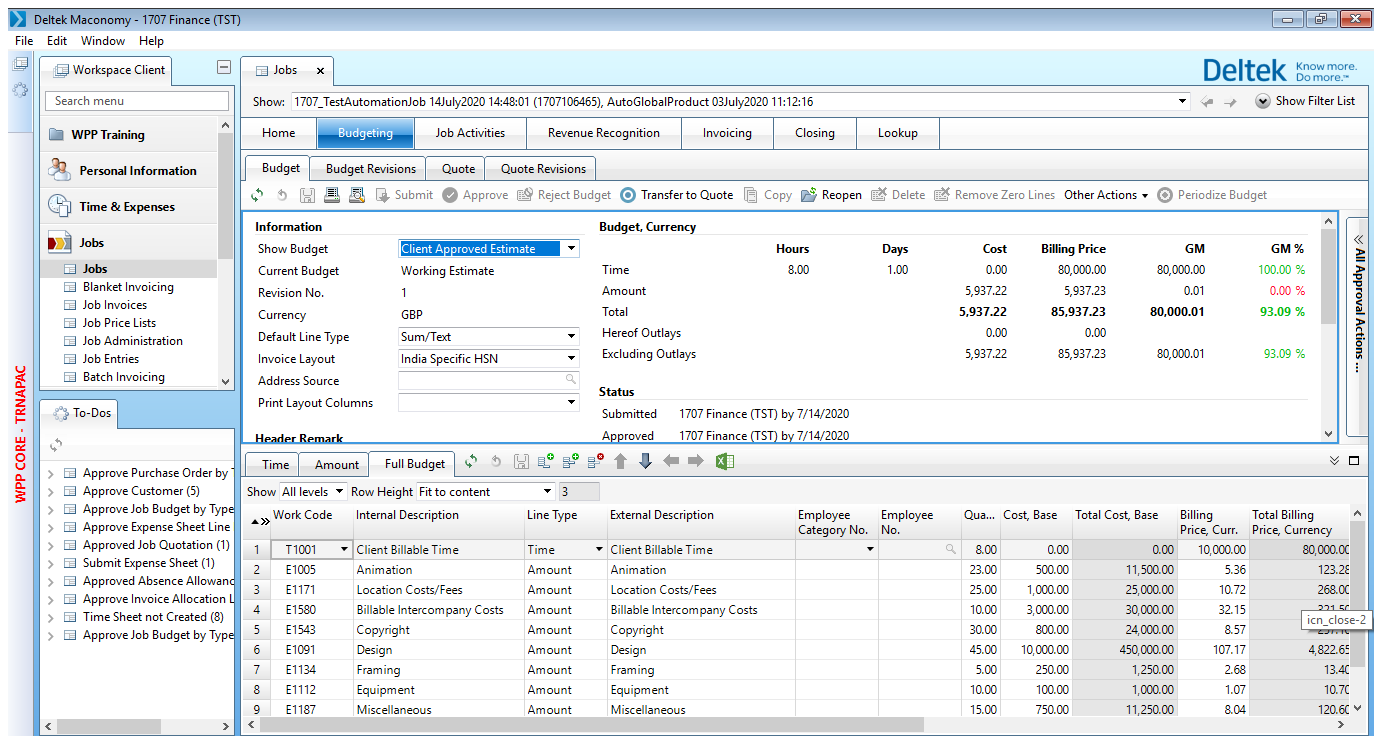 Deltek Maconomy - 1707 Finance (TST)
File Edit Window Help
Workspace Client
Search menu
WPP Training
Personal Information
Time & Expenses
Jobs
Jobs
Blanket Invoicing
Job Invoices
Job Price Lists
Job Administration
Job Entries
Batch Invoicing
WPP CORE - TRNAPAC
To-Dos
Approve Purchase Order by T
Approve Customer (5)
Approve Job Budget by Type
Approve Expense Sheet Line
Approved Job Quotation (1)
Submit Expense Sheet (1)
Approved Absence Allowanc
Approve Invoice Allocation L
Time Sheet not Created (8)
Approve Job Budget by Type
Jobs x
Deltek Know more. Do more.™
Show: 1707_TestAutomationJob 14July2020 14:48:01 (1707106465), AutoGlobalProduct 03July2020 11:12:16 Show Filter List
Home Budgeting Job Activities Revenue Recognition Invoicing Closing Lookup
Budget Budget Revisions Quote Quote Revisions
Submit Approve Reject Budget Transfer to Quote Copy Reopen Delete Remove Zero Lines Other Actions Periodize Budget
Information
Show Budget Client Approved Estimate
Current Budget Working Estimate
Revision No. 1
Currency GBP
Default Line Type Sum/Text
Invoice Layout India Specific HSN
Address Source
Print Layout Columns
Header Remark
Budget, Currency
Hours Days Cost Billing Price GM GM %
Time 8.00 1.00 0.00 80,000.00 80,000.00 100.00 %
Amount 5,937.22 5,937.23 0.01 0.00 %
Total 5,937.22 85,937.23 80,000.01 93.09 %
Hereof Outlays 0.00 0.00
Excluding Outlays 5,937.22 85,937.23 80,000.01 93.09 %
Status
Submitted 1707 Finance (TST) by 7/14/2020
Approved 1707 Finance (TST) by 7/14/2020
All Approval Actions ...
Time Amount Full Budget
Show All levels Row Height Fit to content 3
Work Code Internal Description Line Type External Description Employee Category No. Employee No. Qua... Cost, Base Total Cost, Base Billing Price, Curr. Total Billing Price, Currency
1 T1001 Client Billable Time Time Client Billable Time 8.00 0.00 0.00 10,000.00 80,000.00
2 E1005 Animation Amount Animation 23.00 500.00 11,500.00 5.36 123.28
3 E1171 Location Costs/Fees Amount Location Costs/Fees 25.00 1,000.00 25,000.00 10.72 268.00
4 E1580 Billable Intercompany Costs Amount Billable Intercompany Costs 10.00 3,000.00 30,000.00 32.15
icn_close-2
5 E1543 Copyright Amount Copyright 30.00 800.00 24,000.00 8.57
6 E1091 Design Amount Design 45.00 10,000.00 450,000.00 107.17 4,822.65
7 E1134 Framing Amount Framing 5.00 250.00 1,250.00 2.68 13.40
8 E1112 Equipment Amount Equipment 10.00 100.00 1,000.00 1.07 10.70
9 E1187 Miscellaneous Amount Miscellaneous 15.00 750.00 11,250.00 8.04 120.60